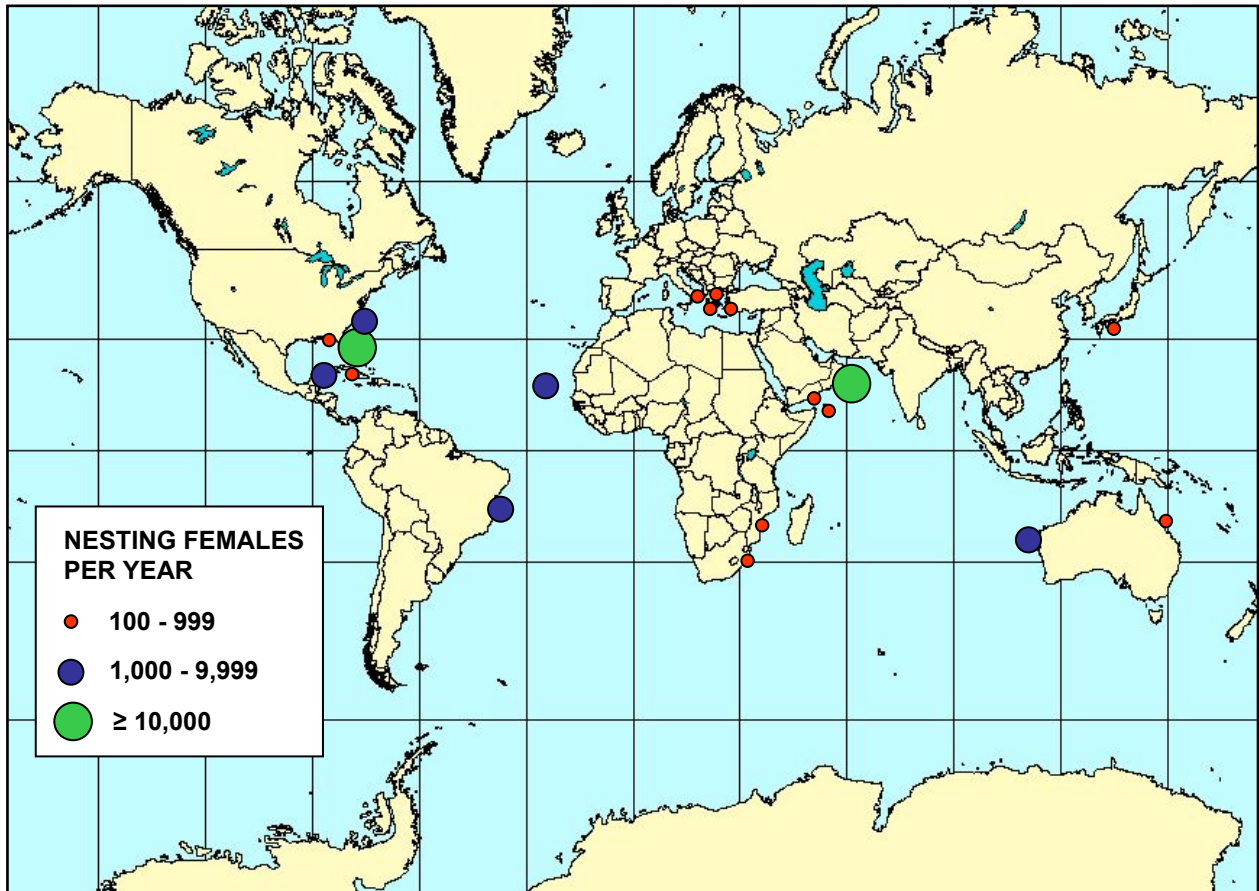 NESTING FEMALES
PER YEAR
100 - 999
1,000 - 9,999
≥ 10,000